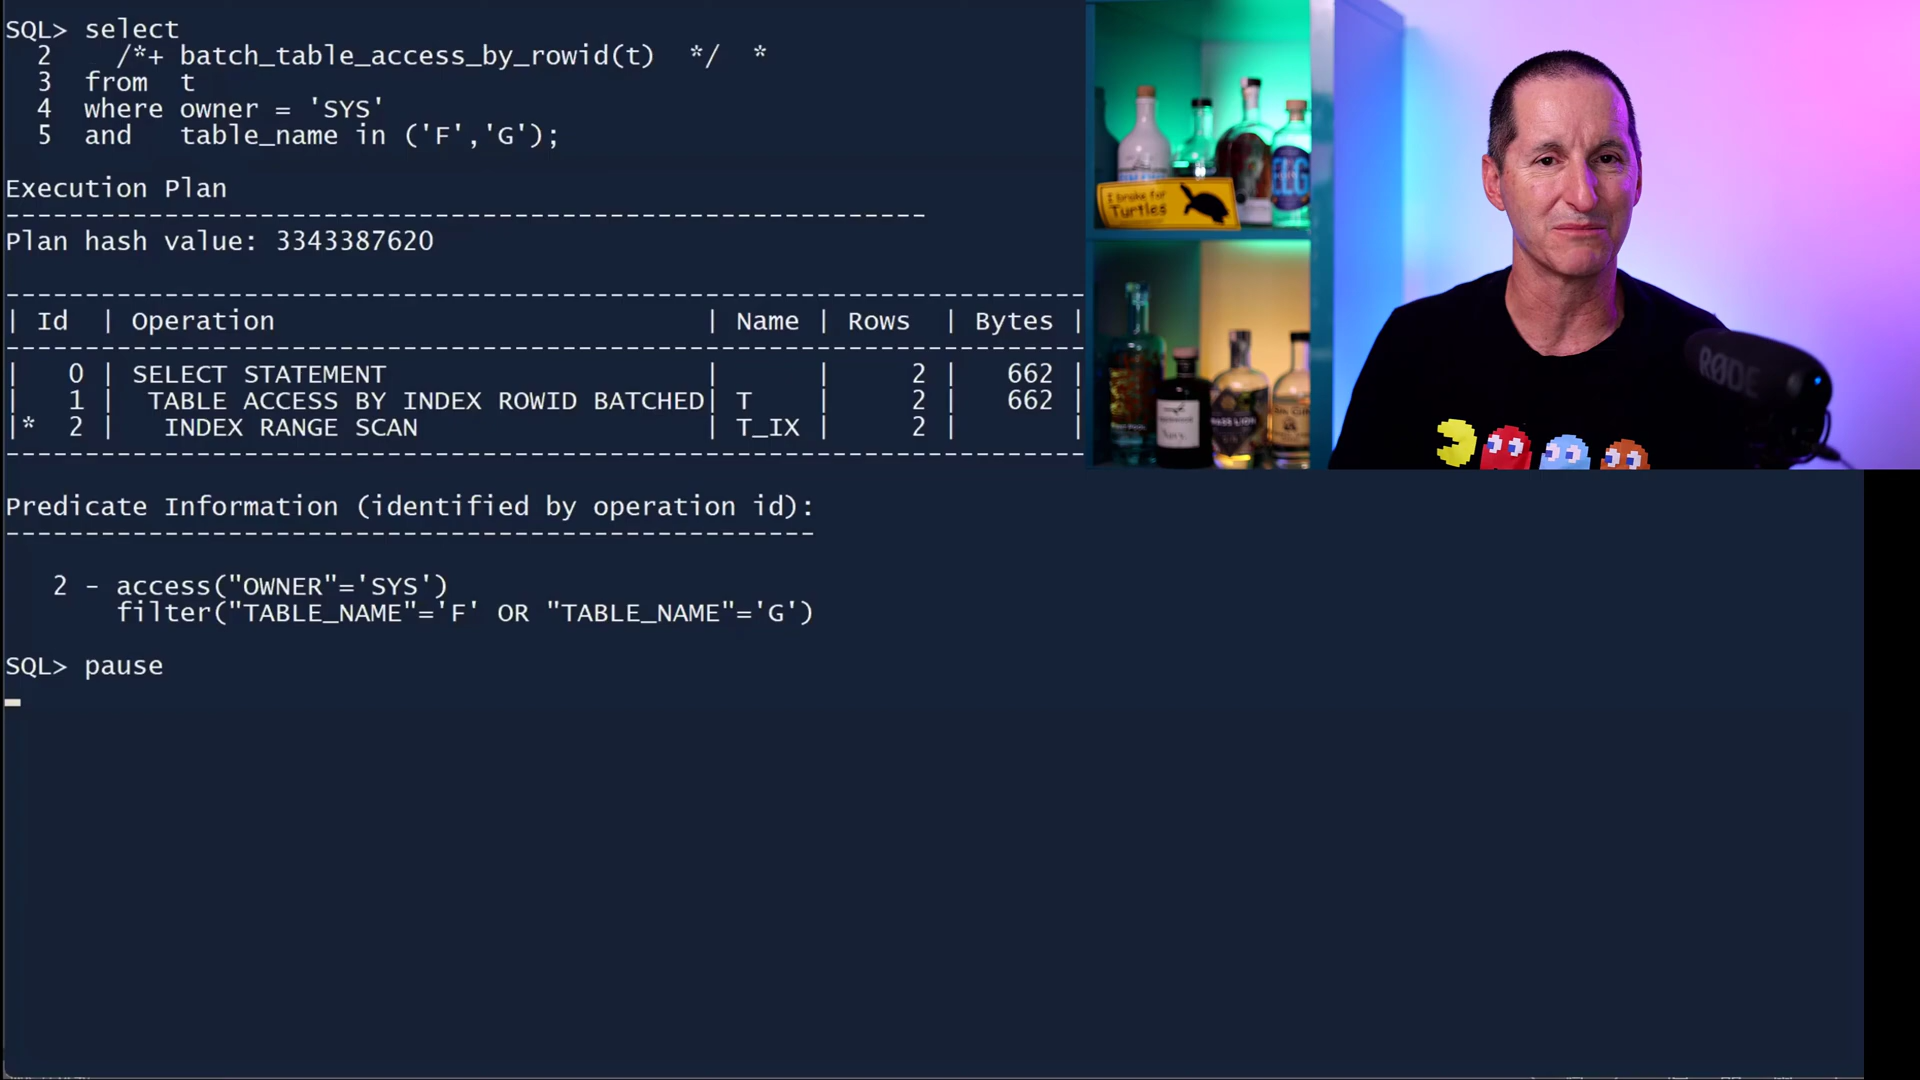 SQL> select
  2    /*+ batch_table_access_by_rowid(t)  */  *
  3  from  t
  4  where owner = 'SYS'
  5  and   table_name in ('F','G');
Execution Plan
----------------------------------------------------------
Plan hash value: 3343387620
--------------------------------------------------------------------
| Id  | Operation                           | Name | Rows  | Bytes |
--------------------------------------------------------------------
|   0 | SELECT STATEMENT                    |      |     2 |   662 |
|   1 |  TABLE ACCESS BY INDEX ROWID BATCHED| T    |     2 |   662 |
|*  2 |   INDEX RANGE SCAN                  | T_IX |     2 |       |
--------------------------------------------------------------------
Predicate Information (identified by operation id):
---------------------------------------------------
   2 - access("OWNER"='SYS')
       filter("TABLE_NAME"='F' OR "TABLE_NAME"='G')
SQL> pause
I brake for
Turtles
RØDE